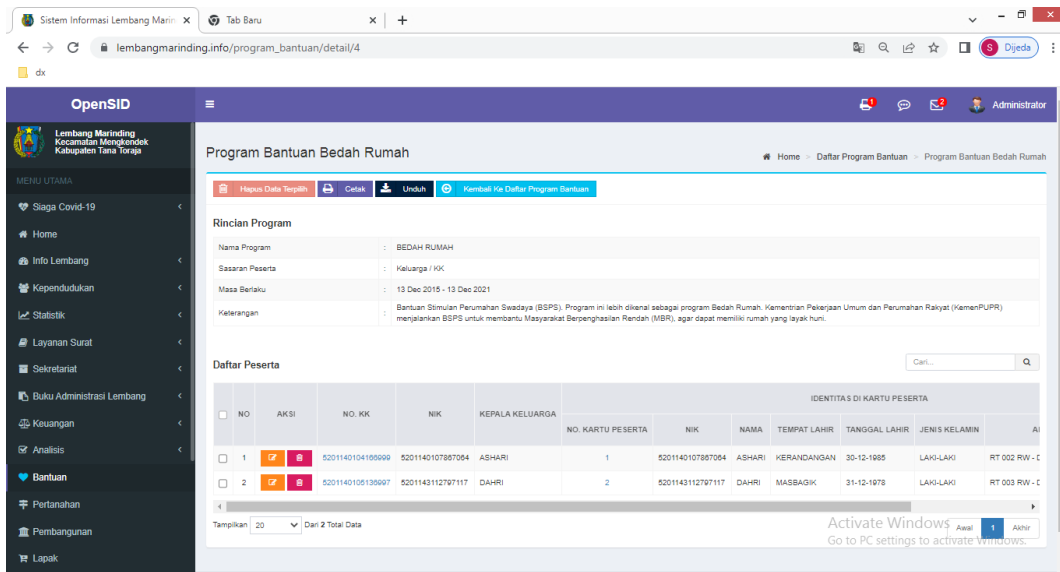 Sistem Informasi Lembang Marin
Tab Baru
lembangmarinding.info/program_bantuan/detail/4
S Dijeda
dx
OpenSID
1
2
Administrator
Lembang Marinding
Kecamatan Mengkendek
Kabupaten Tana Toraja
MENU UTAMA
Siaga Covid-19
Home
Info Lembang
Kependudukan
Statistik
Layanan Surat
Sekretariat
Buku Administrasi Lembang
Keuangan
Analisis
Bantuan
Pertanahan
Pembangunan
Lapak
Program Bantuan Bedah Rumah
Home > Daftar Program Bantuan > Program Bantuan Bedah Rumah
Hapus Data Terpilih Cetak Unduh Kembali Ke Daftar Program Bantuan
Rincian Program
Nama Program : BEDAH RUMAH
Sasaran Peserta : Keluarga / KK
Masa Berlaku : 13 Dec 2015 - 13 Dec 2021
Keterangan : Bantuan Stimulan Perumahan Swadaya (BSPS). Program ini lebih dikenal sebagai program Bedah Rumah. Kementrian Pekerjaan Umum dan Perumahan Rakyat (KemenPUPR)
menjalankan BSPS untuk membantu Masyarakat Berpenghasilan Rendah (MBR), agar dapat memiliki rumah yang layak huni.
Daftar Peserta
Cari...
IDENTITAS DI KARTU PESERTA
NO AKSI NO. KK NIK KEPALA KELUARGA
NO. KARTU PESERTA NIK NAMA TEMPAT LAHIR TANGGAL LAHIR JENIS KELAMIN A
1 5201140104166999 5201140107867064 ASHARI 1 5201140107867064 ASHARI KERANDANGAN 30-12-1985 LAKI-LAKI RT 002 RW - D
2 5201140106136997 5201143112797117 DAHRI 2 5201143112797117 DAHRI MASBAGIK 31-12-1978 LAKI-LAKI RT 003 RW - D
Tampilkan 20 Dari 2 Total Data
Awal 1 Akhir
Activate Windows
Go to PC settings to activate Windows.